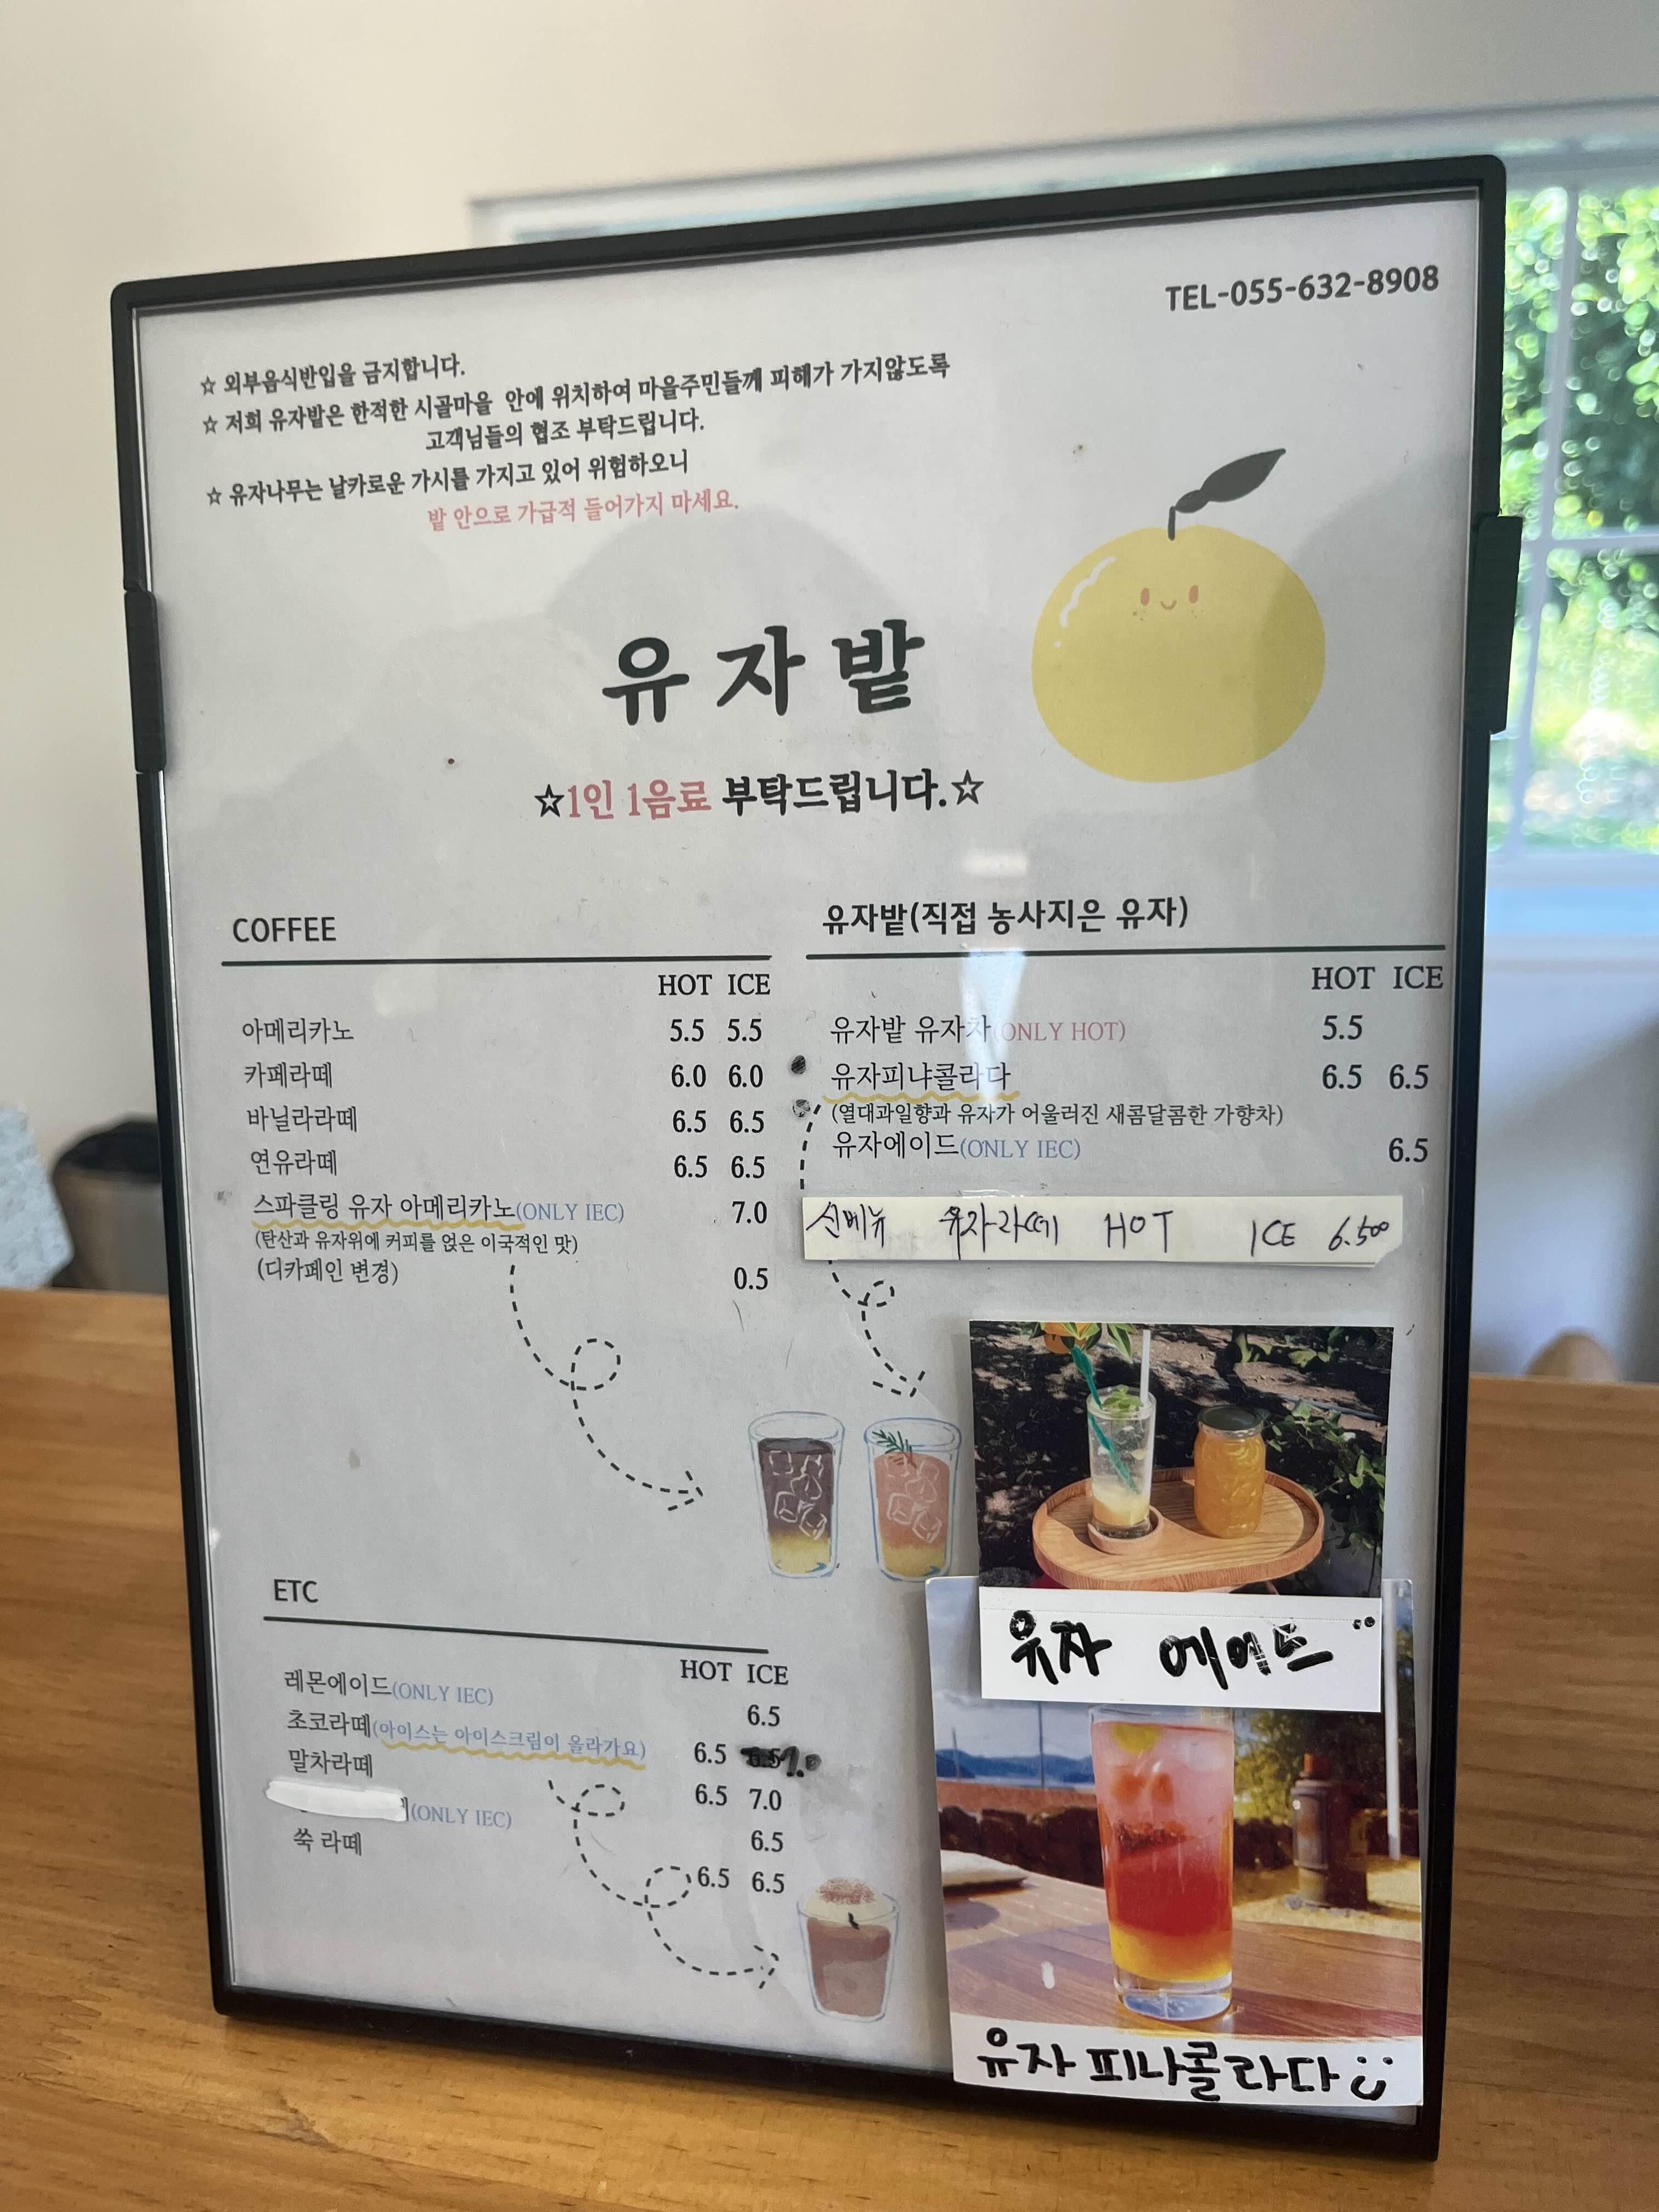 TEL-055-632-8908
☆ 외부음식반입을 금지합니다.
☆ 저희 유자밭은 한적한 시골마을 안에 위치하여 마을주민들께 피해가 가지않도록
고객님들의 협조 부탁드립니다.
☆ 유자나무는 날카로운 가시를 가지고 있어 위험하오니
밭 안으로 가급적 들어가지 마세요.
유자밭
☆1인 1음료 부탁드립니다.☆
COFFEE
HOT ICE
아메리카노 5.5 5.5
카페라떼 6.0 6.0
바닐라라떼 6.5 6.5
연유라떼 6.5 6.5
스파클링 유자 아메리카노(ONLY IEC) 7.0
(탄산과 유자위에 커피를 얹은 이국적인 맛)
(디카페인 변경) 0.5
유자밭(직접 농사지은 유자)
HOT ICE
유자밭 유자차(ONLY HOT) 5.5
유자피냐콜라다 6.5 6.5
(열대과일향과 유자가 어울러진 새콤달콤한 가향차)
유자에이드(ONLY IEC) 6.5
신메뉴 유자라떼 HOT ICE 6.500
유자 에이드
유자 피나콜라다
ETC
HOT ICE
레몬에이드(ONLY IEC) 6.5
초코라떼(아이스는 아이스크림이 올라가요) 6.5
말차라떼 6.5 7.0
(ONLY IEC) 6.5
쑥 라떼 6.5 6.5